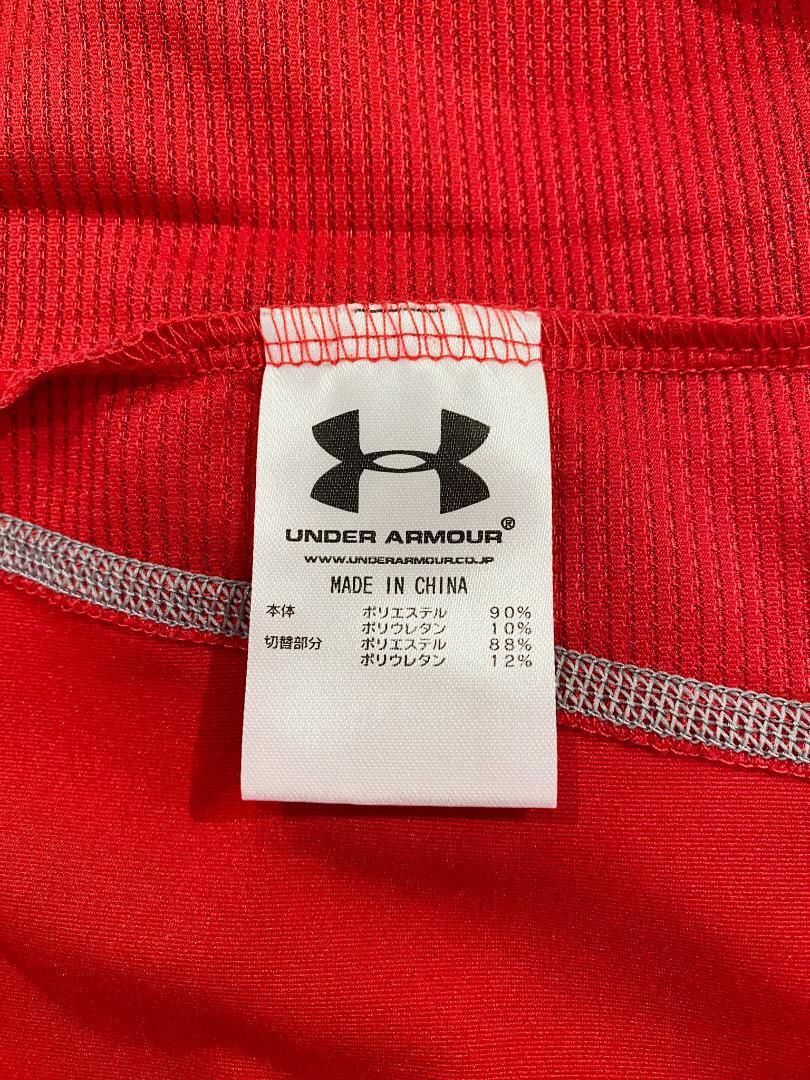 UNDER ARMOUR®
WWW.UNDERARMOUR.CO.JP
MADE IN CHINA
本体 ポリエステル 90%
ポリウレタン 10%
切替部分 ポリエステル 88%
ポリウレタン 12%